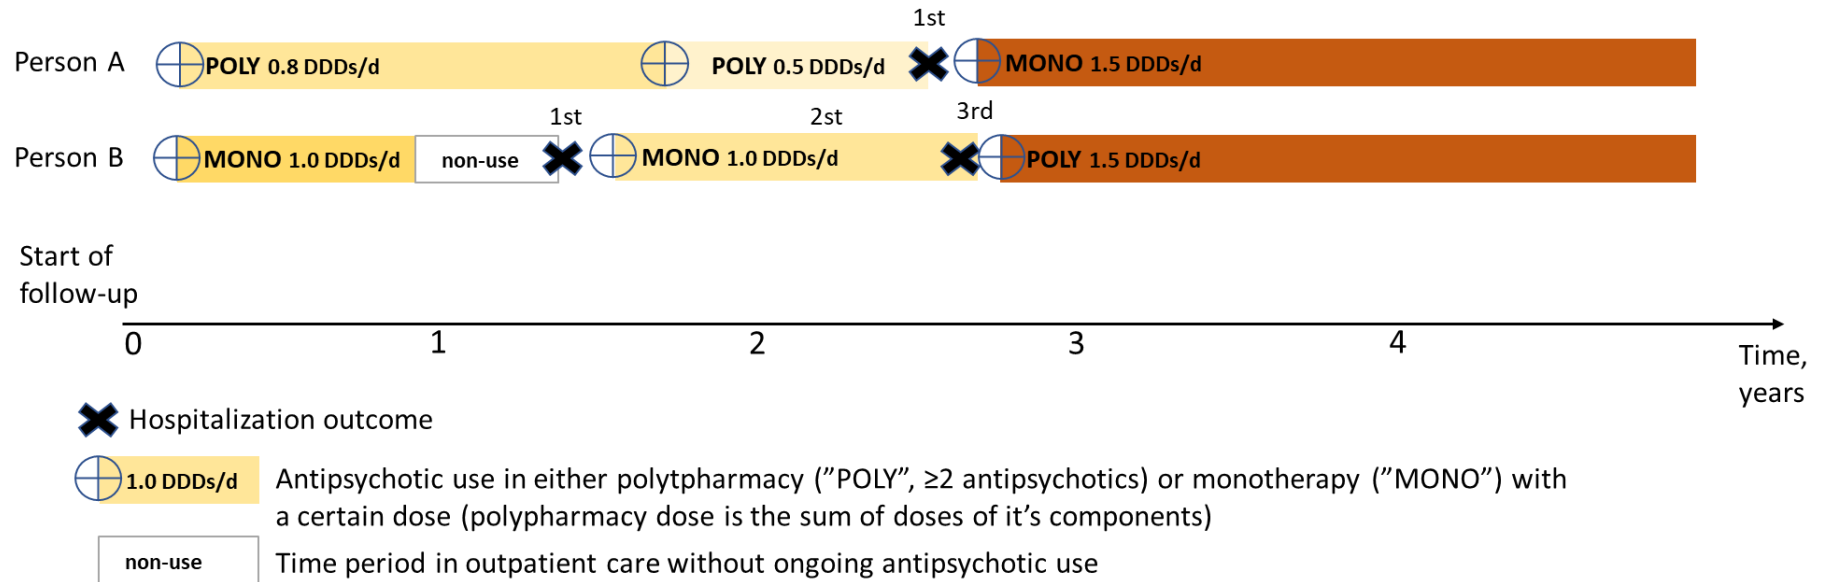 1st
Person A
POLY 0.8 DDDs/d
POLY 0.5 DDDs/d
MONO 1.5 DDDs/d
1st
2st
3rd
Person B
MONO 1.0 DDDs/d
non-use
MONO 1.0 DDDs/d
POLY 1.5 DDDs/d
Start of
follow-up
0
1
2
3
4
Time,
years
Hospitalization outcome
1.0 DDDs/d
Antipsychotic use in either polytpharmacy (”POLY”, ≥2 antipsychotics) or monotherapy (”MONO”) with
a certain dose (polypharmacy dose is the sum of doses of it’s components)
non-use
Time period in outpatient care without ongoing antipsychotic use